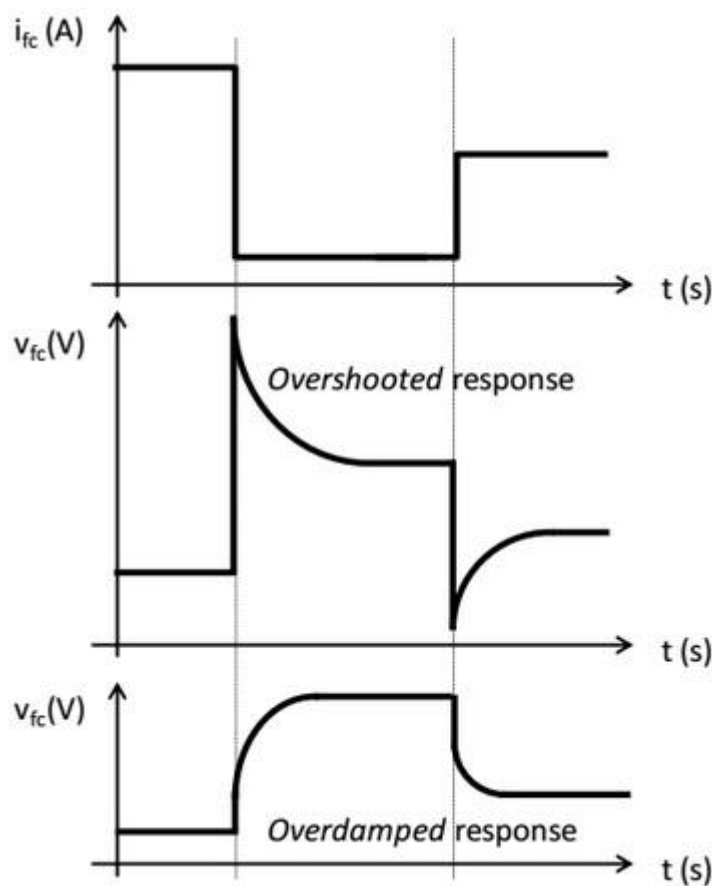 i_fc (A)
t (s)
v_fc(V)
Overshooted response
t (s)
v_fc(V)
Overdamped response
t (s)